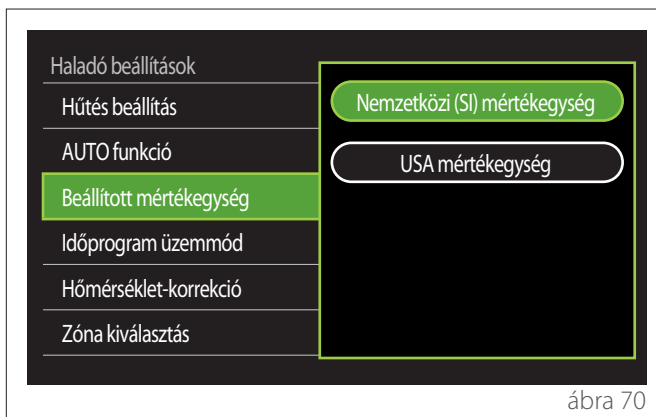 Haladó beállítások
Hűtés beállítás
AUTO funkció
Beállított mértékegység
Időprogram üzemmód
Hőmérséklet-korrekció
Zóna kiválasztás
Nemzetközi (SI) mértékegység
USA mértékegység
ábra 70